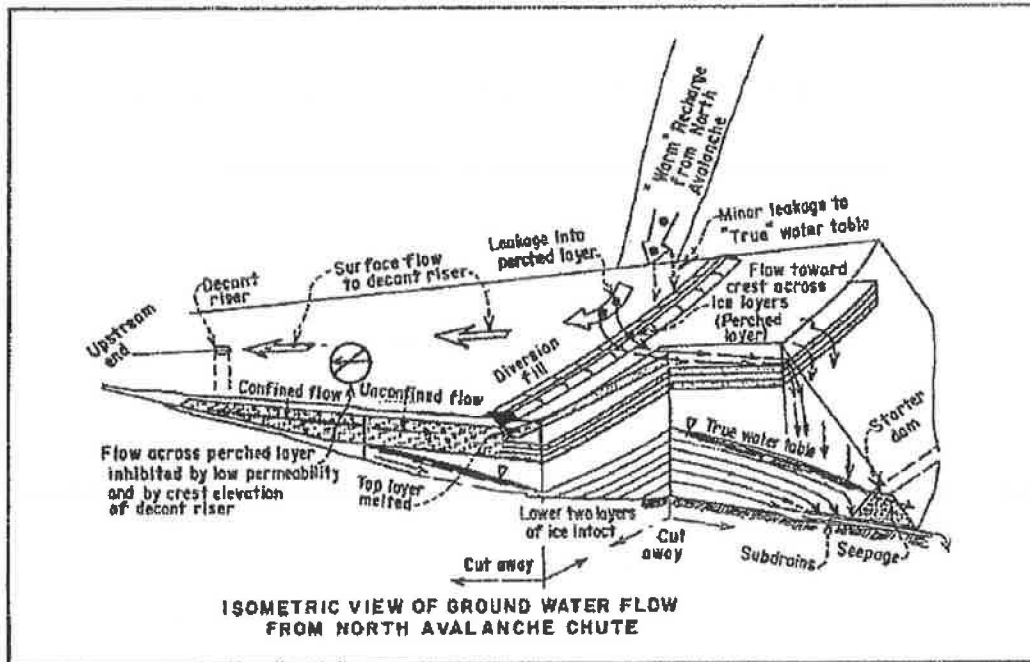 "Warm" Recharge
from North
Avalanche
Minor leakage to
"True" water table
Leakage into
perched layer
Flow toward
crest across
ice layers
(Perched
layer)
Surface flow
to decant riser
Decant
riser
Upstream
end
Diversion
fill
Confined flow
Unconfined flow
Starter
dam
True water table
Flow across perched layer
inhibited by low permeability
and by crest elevation
of decant riser
Top layer
melted
Lower two layers
of ice intact
Cut
away
Subdrains
Seepage
Cut away
ISOMETRIC VIEW OF GROUND WATER FLOW
FROM NORTH AVALANCHE CHUTE